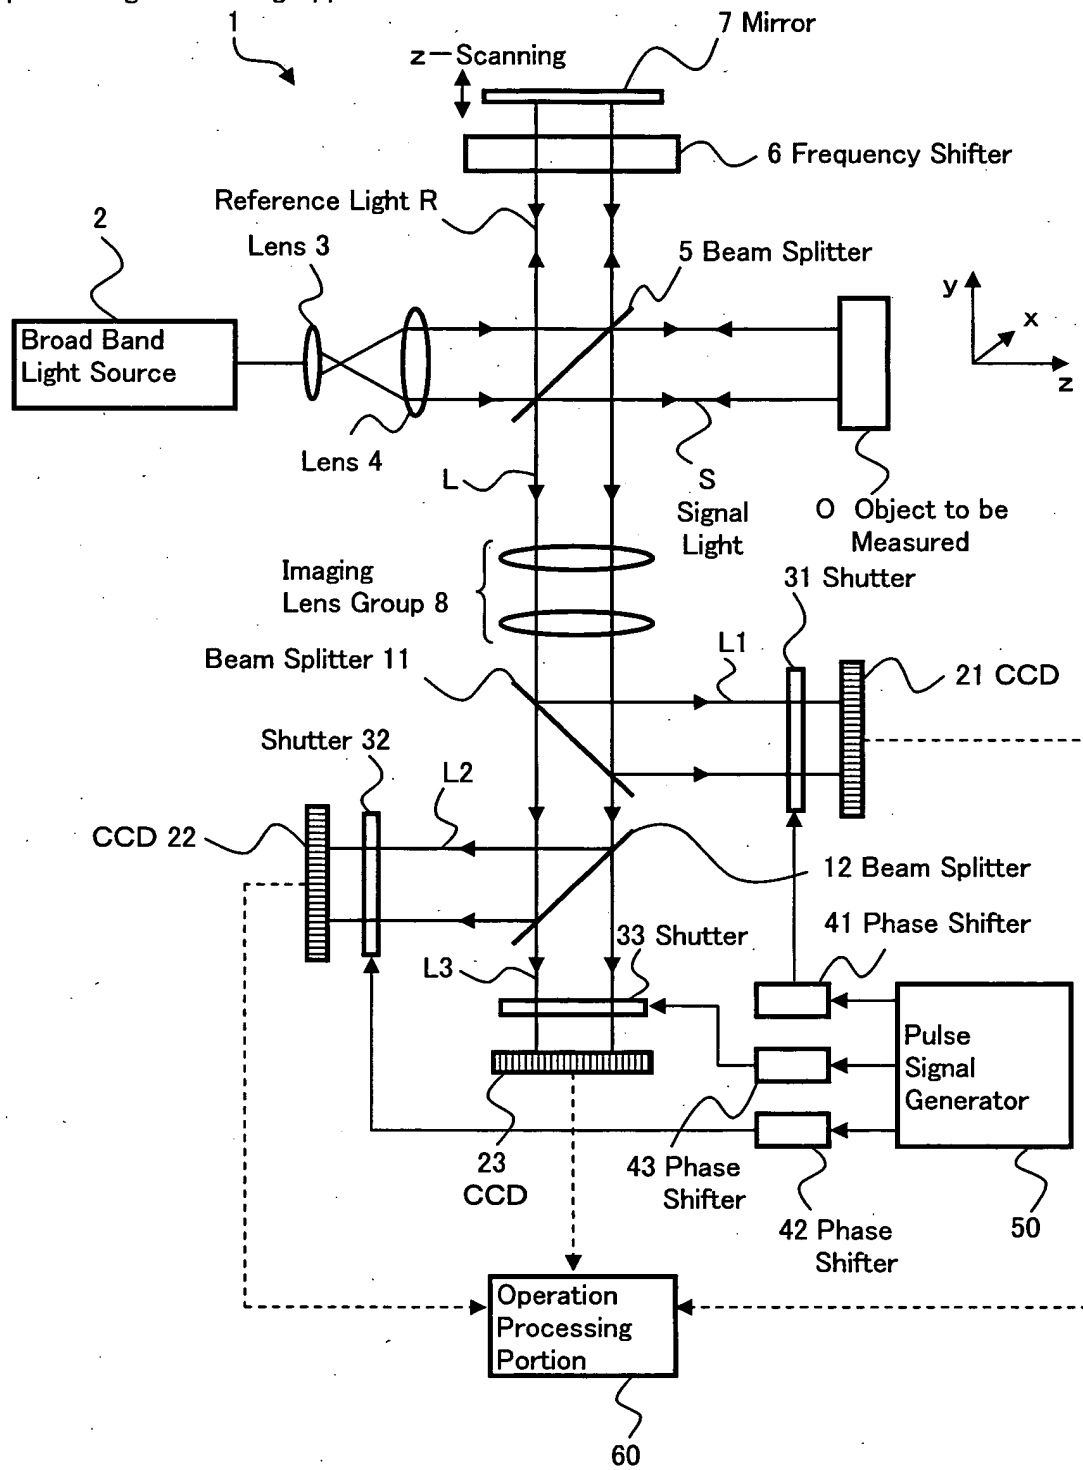 1
7 Mirror
z-Scanning
6 Frequency Shifter
Reference Light R
2
Lens 3
5 Beam Splitter
y
x
z
Broad Band
Light Source
Lens 4
L
S
Signal
Light
O Object to be
Measured
Imaging
Lens Group 8
31 Shutter
Beam Splitter 11
L1
21 CCD
Shutter 32
L2
CCD 22
12 Beam Splitter
33 Shutter
41 Phase Shifter
L3
Pulse
Signal
Generator
23
CCD
43 Phase
Shifter
42 Phase
Shifter
50
Operation
Processing
Portion
60